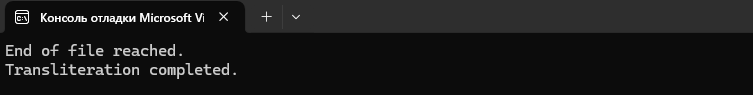 Консоль отладки Microsoft Vi
End of file reached.
Transliteration completed.